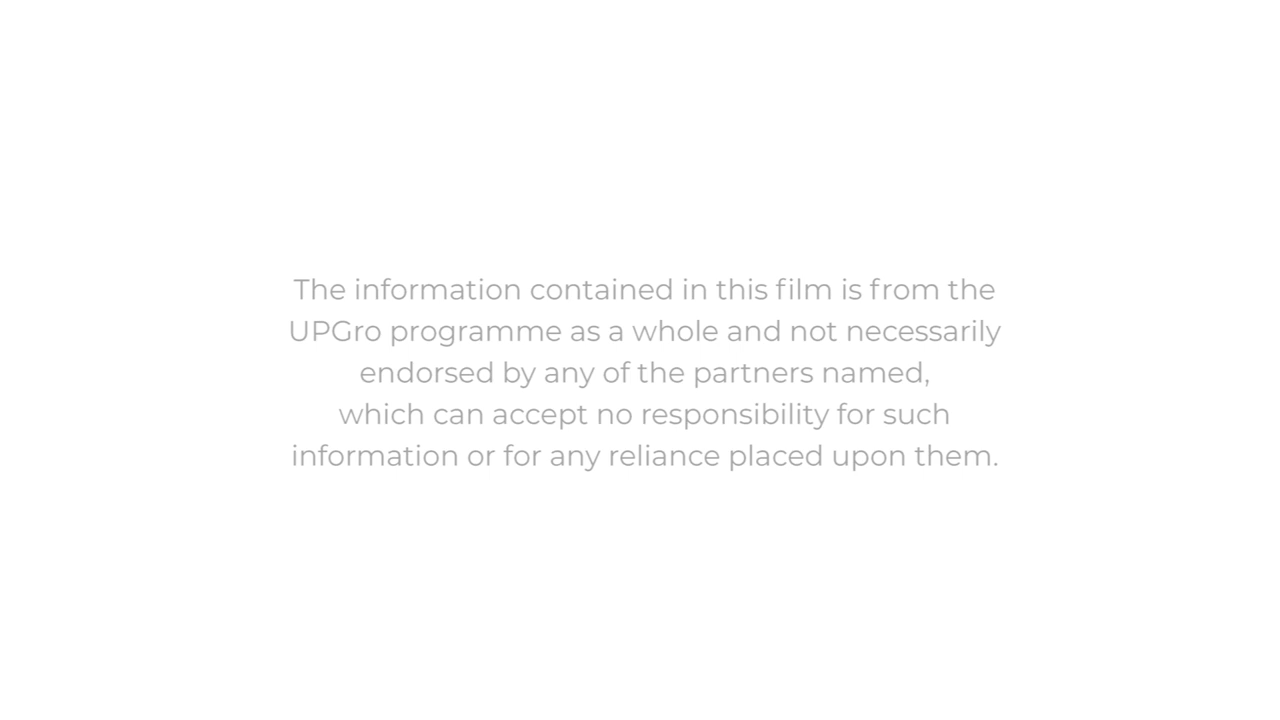 The information contained in this film is from the
UPGro programme as a whole and not necessarily
endorsed by any of the partners named,
which can accept no responsibility for such
information or for any reliance placed upon them.